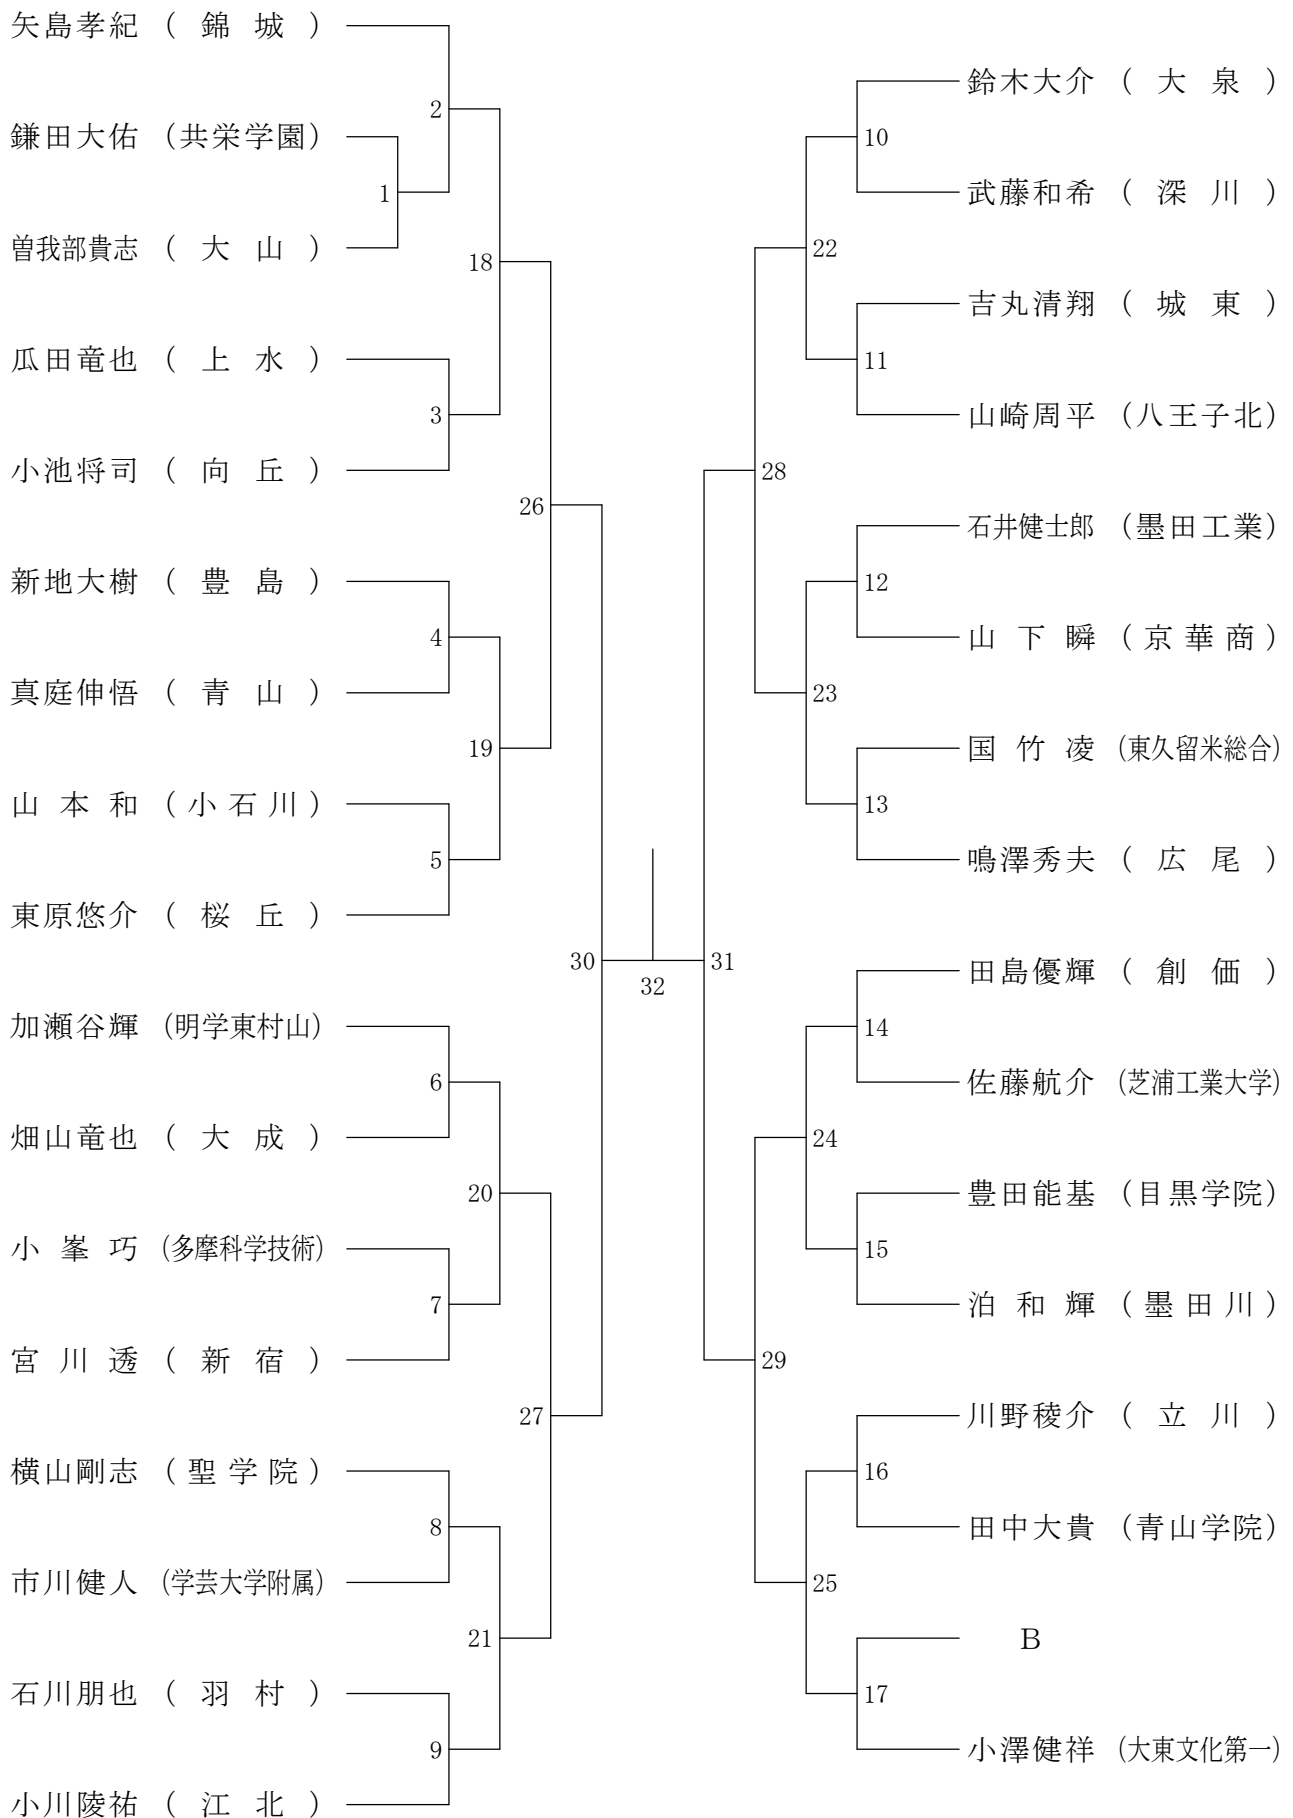 矢島孝紀 ( 錦 城 )
鎌田大佑 (共栄学園)
曽我部貴志 ( 大 山 )
瓜田竜也 ( 上 水 )
小池将司 ( 向 丘 )
新地大樹 ( 豊 島 )
真庭伸悟 ( 青 山 )
山 本 和 ( 小 石 川 )
東原悠介 ( 桜 丘 )
加瀬谷輝 (明学東村山)
畑山竜也 ( 大 成 )
小 峯 巧 (多摩科学技術)
宮 川 透 ( 新 宿 )
横山剛志 ( 聖 学 院 )
市川健人 (学芸大学附属)
石川朋也 ( 羽 村 )
小川陵祐 ( 江 北 )
1
2
3
4
5
6
7
8
9
18
19
20
21
26
27
30
32
31
28
29
22
23
24
25
10
11
12
13
14
15
16
17
鈴木大介 ( 大 泉 )
武藤和希 ( 深 川 )
吉丸清翔 ( 城 東 )
山崎周平 (八王子北)
石井健士郎 (墨田工業)
山 下 瞬 ( 京 華 商 )
国 竹 凌 (東久留米総合)
鳴澤秀夫 ( 広 尾 )
田島優輝 ( 創 価 )
佐藤航介 (芝浦工業大学)
豊田能基 (目黒学院)
泊 和 輝 ( 墨 田 川 )
川野稜介 ( 立 川 )
田中大貴 (青山学院)
B
小澤健祥 (大東文化第一)